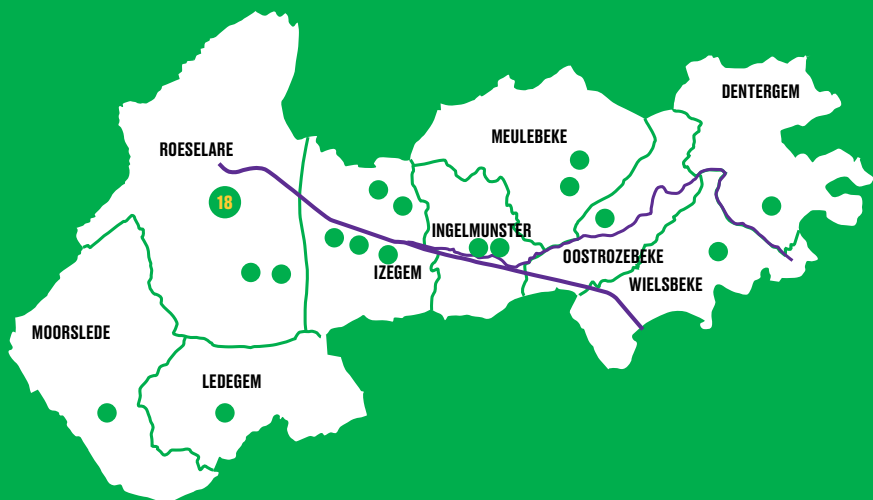 DENTERGEM
MEULEBEKE
ROESELARE
18
INGELMUNSTER
OOSTROZEBEKE
IZEGEM
WIELSBEKE
MOORSLEDE
LEDEGEM